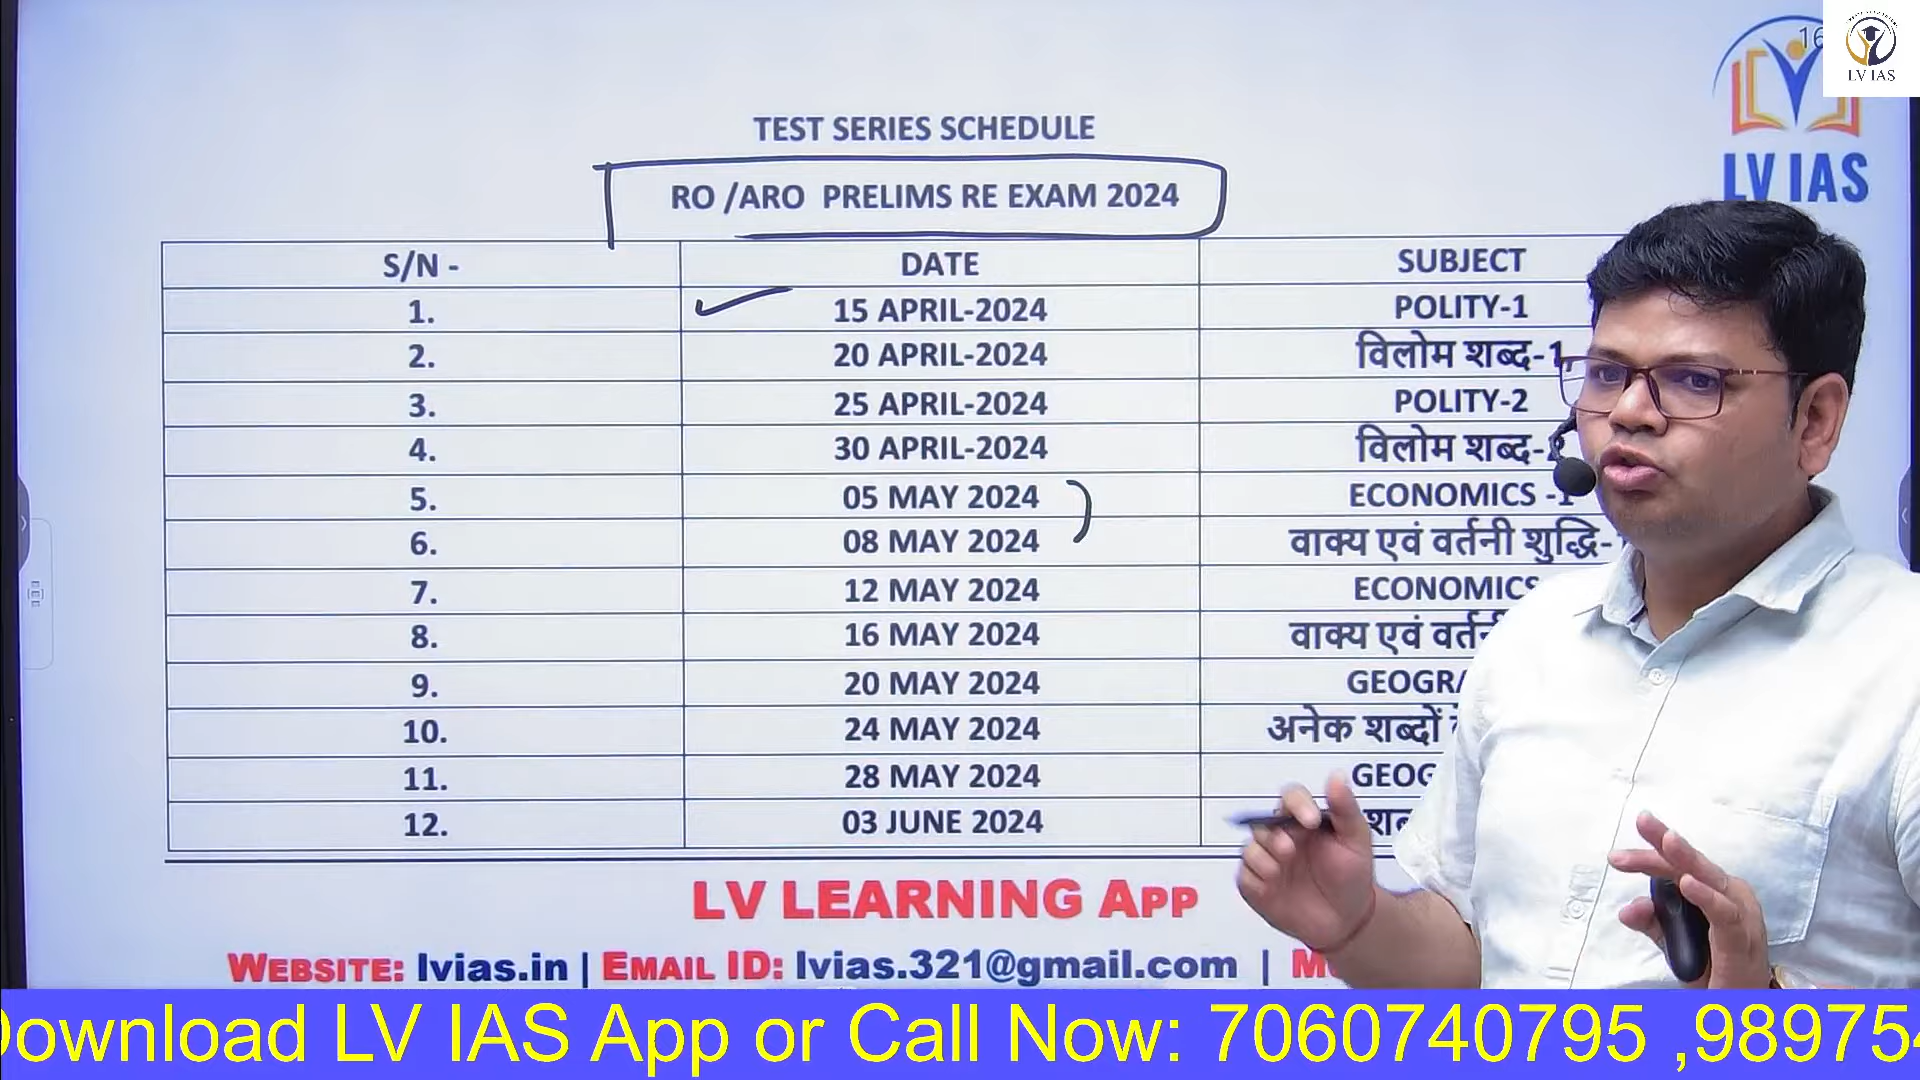 16
LV IAS
LV IAS
TEST SERIES SCHEDULE
RO /ARO PRELIMS RE EXAM 2024
S/N - DATE SUBJECT
1. 15 APRIL-2024 POLITY-1
2. 20 APRIL-2024 विलोम शब्द-1
3. 25 APRIL-2024 POLITY-2
4. 30 APRIL-2024 विलोम शब्द-
5. 05 MAY 2024 ECONOMICS -1
6. 08 MAY 2024 वाक्य एवं वर्तनी शुद्धि-
7. 12 MAY 2024 ECONOMICS
8. 16 MAY 2024 वाक्य एवं
9. 20 MAY 2024
10. 24 MAY 2024 अनेक शब्दों
11. 28 MAY 2024
12. 03 JUNE 2024
LV LEARNING APP
WEBSITE: lvias.in | EMAIL ID: lvias.321@gmail.com |
Download LV IAS App or Call Now: 7060740795 ,989754